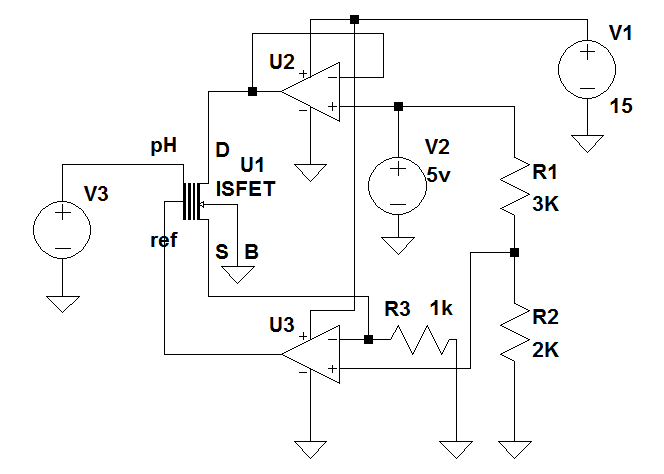 V1
15
U2
+
−
−
+
+
−
pH
D
U1
ISFET
V2
5v
+
−
R1
3K
V3
+
−
ref
S
B
U3
+
−
−
+
R3
1k
R2
2K